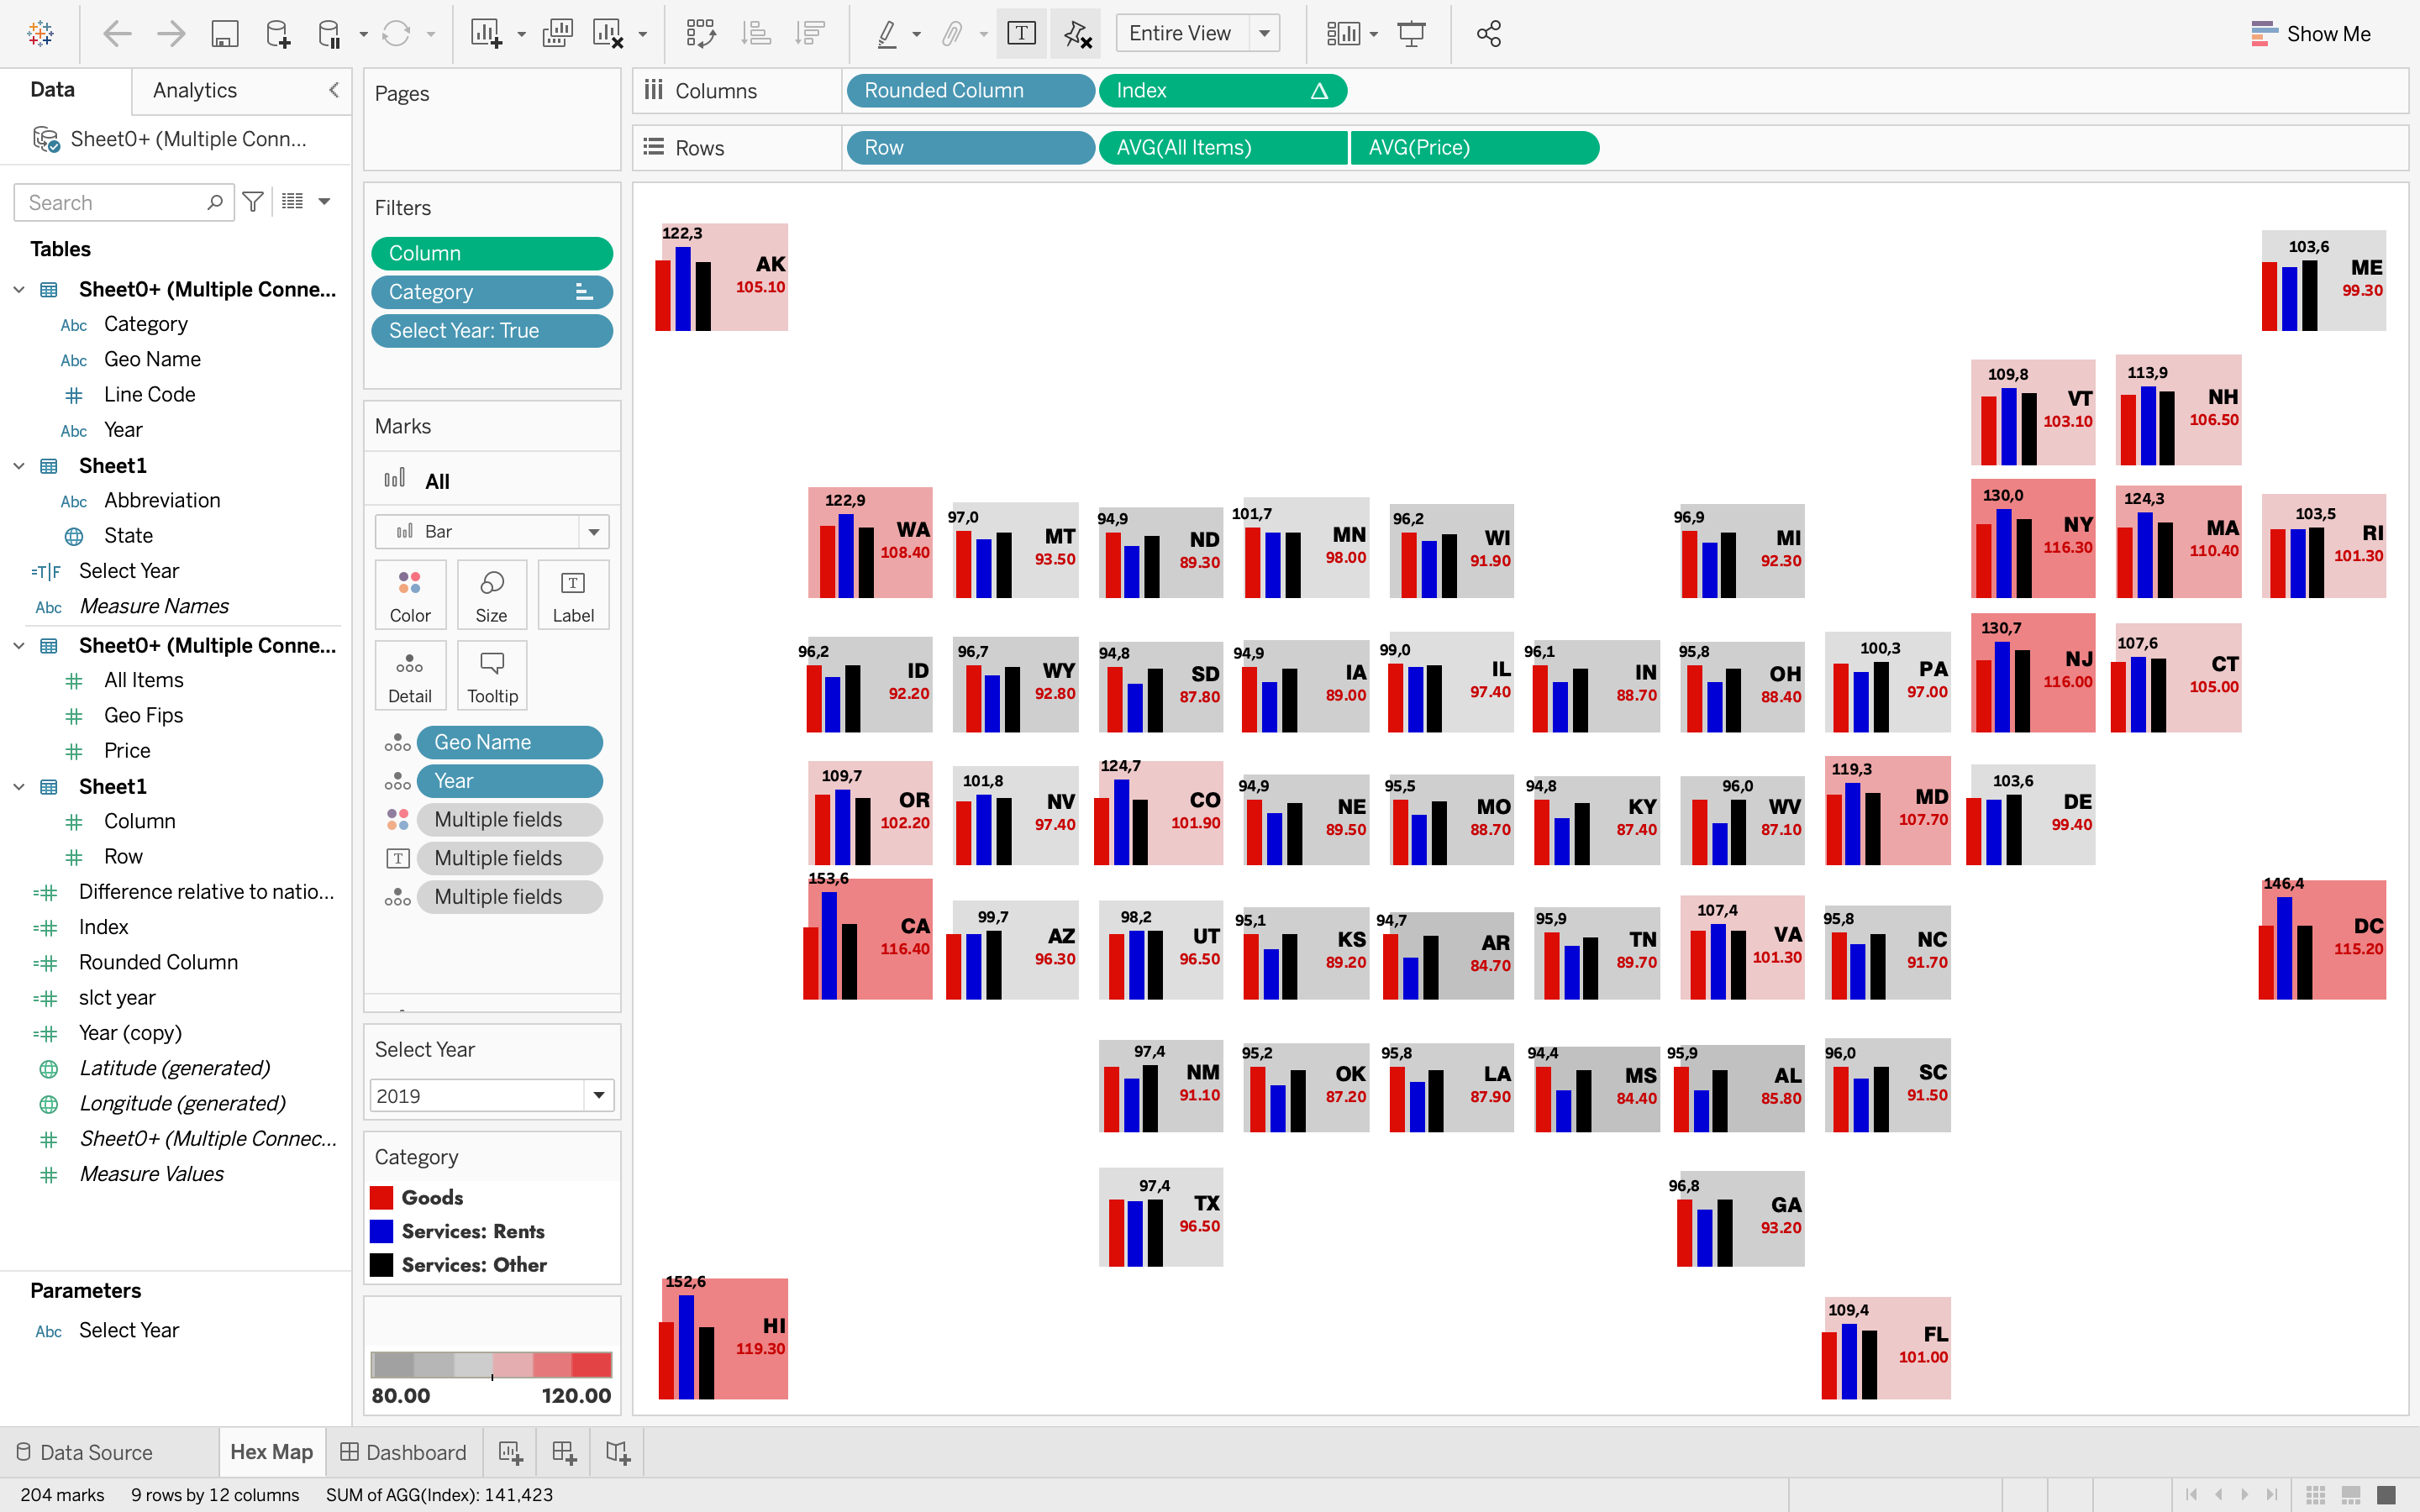 Entire View
Show Me
Data
Analytics
Sheet0+ (Multiple Conn...
Search
Tables
Sheet0+ (Multiple Conne...
Abc Category
Abc Geo Name
Line Code
Abc Year
Sheet1
Abc Abbreviation
State
=T|F Select Year
Abc Measure Names
Sheet0+ (Multiple Conne...
All Items
Geo Fips
Price
Sheet1
Column
Row
Difference relative to natio...
Index
Rounded Column
slct year
Year (copy)
Latitude (generated)
Longitude (generated)
Sheet0+ (Multiple Connec...
Measure Values
Parameters
Abc Select Year
Pages
Filters
Column
Category
Select Year: True
Marks
All
Bar
Color Size Label
Detail Tooltip
Geo Name
Year
Multiple fields
Multiple fields
Multiple fields
Select Year
2019
Category
Goods
Services: Rents
Services: Other
80.00 120.00
Columns Rounded Column Index
Rows Row AVG(All Items) AVG(Price)
122,3 AK 105.10
103,6 ME 99.30
109,8 VT 103.10
113,9 NH 106.50
122,9 WA 108.40
97,0 MT 93.50
94,9 ND 89.30
101,7 MN 98.00
96,2 WI 91.90
96,9 MI 92.30
130,0 NY 116.30
124,3 MA 110.40
103,5 RI 101.30
96,2 ID 92.20
96,7 WY 92.80
94,8 SD 87.80
94,9 IA 89.00
99,0 IL 97.40
96,1 IN 88.70
95,8 OH 88.40
100,3 PA 97.00
130,7 NJ 116.00
107,6 CT 105.00
109,7 OR 102.20
101,8 NV 97.40
124,7 CO 101.90
94,9 NE 89.50
95,5 MO 88.70
94,8 KY 87.40
96,0 WV 87.10
119,3 MD 107.70
103,6 DE 99.40
153,6 CA 116.40
99,7 AZ 96.30
98,2 UT 96.50
95,1 KS 89.20
94,7 AR 84.70
95,9 TN 89.70
107,4 VA 101.30
95,8 NC 91.70
146,4 DC 115.20
97,4 NM 91.10
95,2 OK 87.20
95,8 LA 87.90
94,4 MS 84.40
95,9 AL 85.80
96,0 SC 91.50
97,4 TX 96.50
96,8 GA 93.20
152,6 HI 119.30
109,4 FL 101.00
Data Source Hex Map Dashboard
204 marks 9 rows by 12 columns SUM of AGG(Index): 141,423